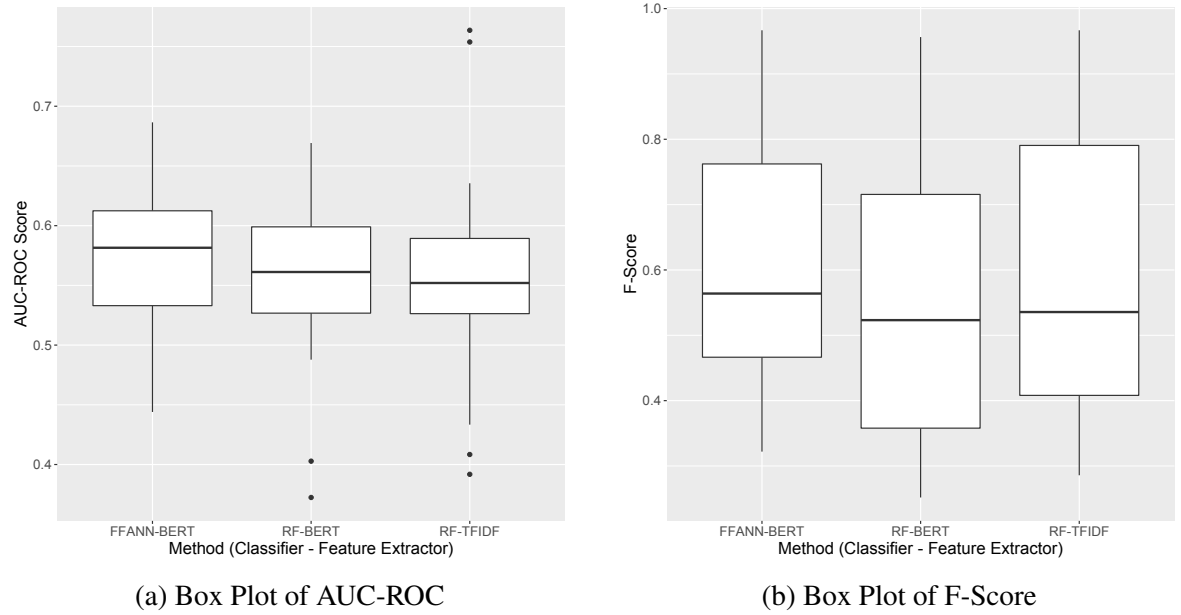 AUC-ROC Score
0.7
0.6
0.5
0.4
FFANN-BERT RF-BERT RF-TFIDF
Method (Classifier - Feature Extractor)
(a) Box Plot of AUC-ROC
F-Score
1.0
0.8
0.6
0.4
FFANN-BERT RF-BERT RF-TFIDF
Method (Classifier - Feature Extractor)
(b) Box Plot of F-Score